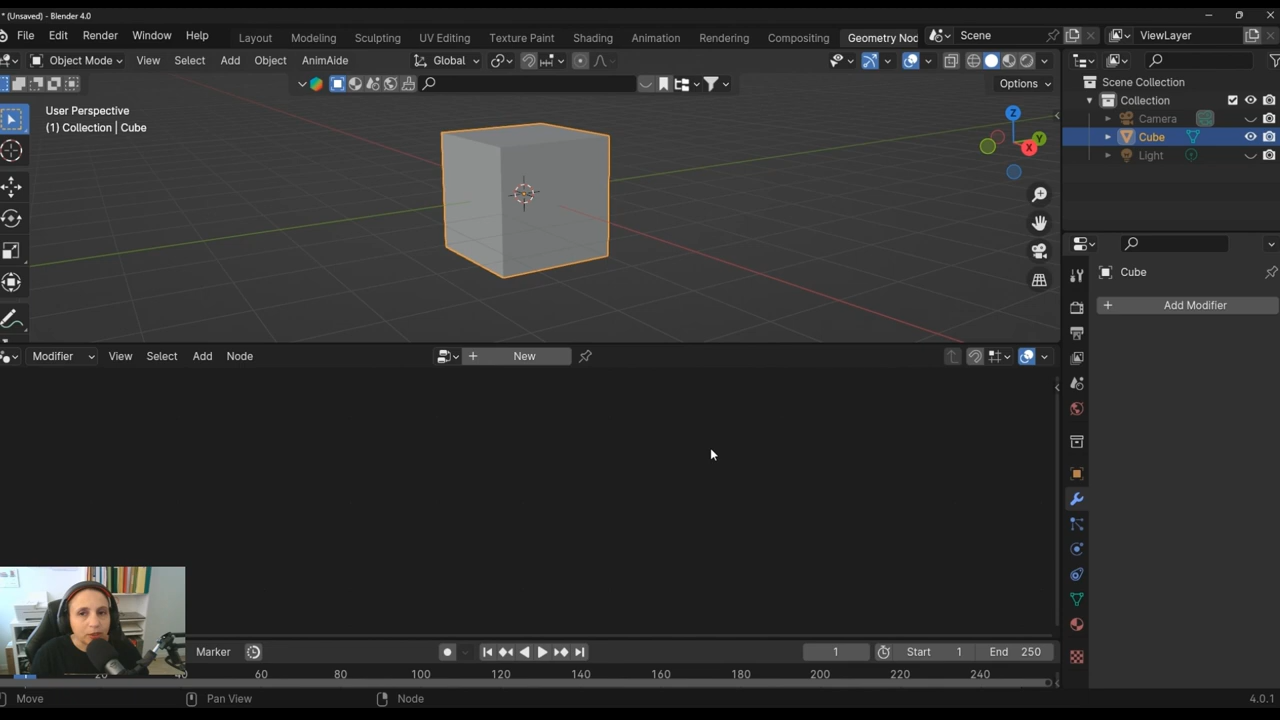 * (Unsaved) - Blender 4.0
File Edit Render Window Help Layout Modeling Sculpting UV Editing Texture Paint Shading Animation Rendering Compositing Geometry Nod Scene ViewLayer
Object Mode View Select Add Object AnimAide Global
Options
User Perspective
(1) Collection | Cube
Z
Y
X
Scene Collection
Collection
Camera
Cube
Light
Cube
+ Add Modifier
Modifier View Select Add Node + New
Marker 1 Start 1 End 250
20 40 60 80 100 120 140 160 180 200 220 240
Move Pan View Node 4.0.1